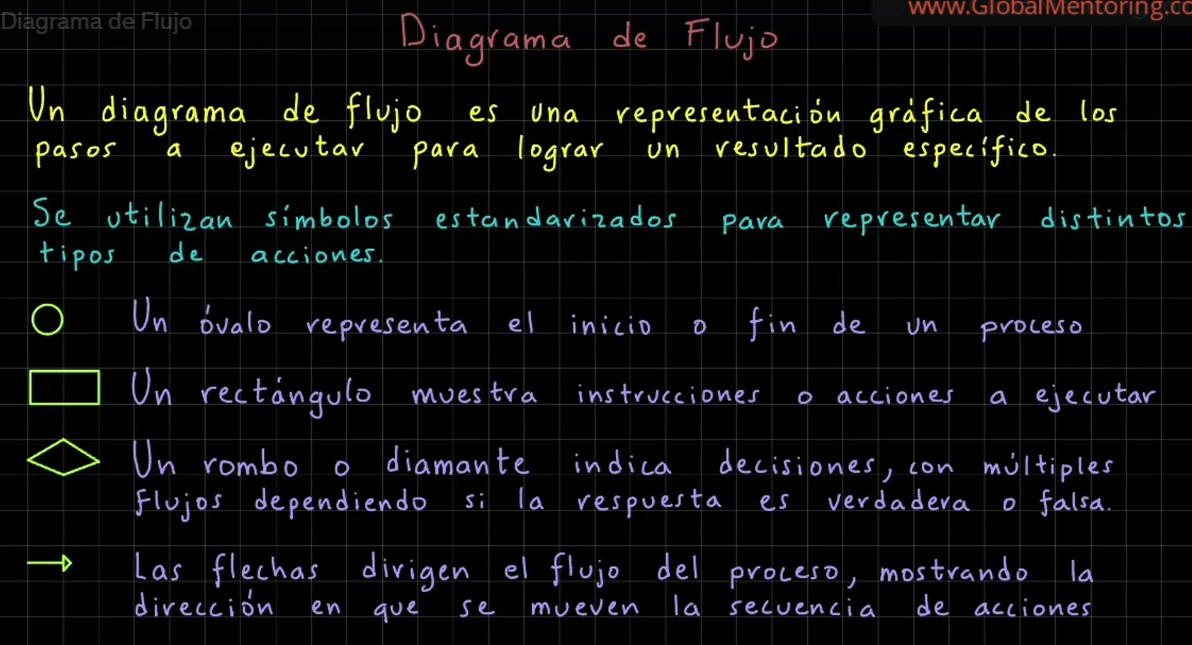 Diagrama de Flujo
www.GlobalMentoring.co
Diagrama de Flujo
Un diagrama de flujo es una representación gráfica de los
pasos a ejecutar para lograr un resultado específico.
Se utilizan símbolos estandarizados para representar distintos
tipos de acciones.
Un óvalo representa el inicio o fin de un proceso
Un rectángulo muestra instrucciones o acciones a ejecutar
Un rombo o diamante indica decisiones, con múltiples
flujos dependiendo si la respuesta es verdadera o falsa.
Las flechas dirigen el flujo del proceso, mostrando la
dirección en que se mueven la secuencia de acciones